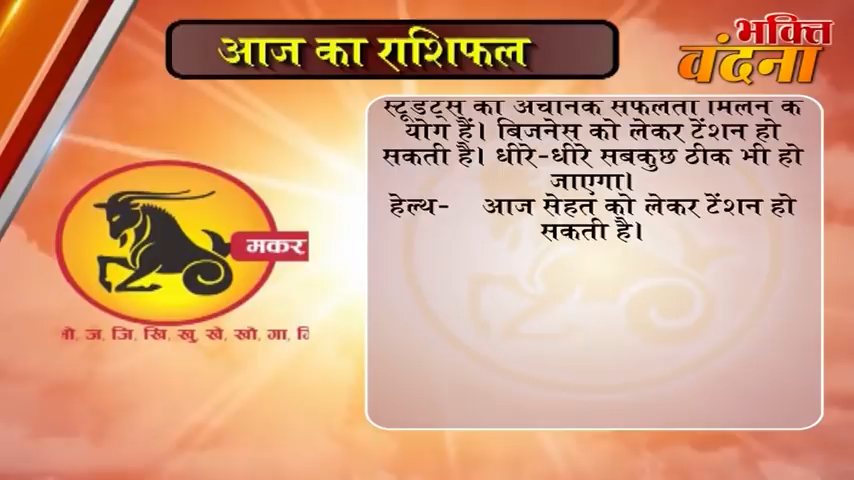 आज का राशिफल
भक्ति
वंदना
स्टूडेंट्स को अचानक सफलता मिलने के
योग हैं। बिजनेस को लेकर टेंशन हो
सकती है। धीरे-धीरे सबकुछ ठीक भी हो
जाएगा।
हेल्थ- आज सेहत को लेकर टेंशन हो
सकती है।
मकर
ज, जि, खि, खु, खे, खो, गा,